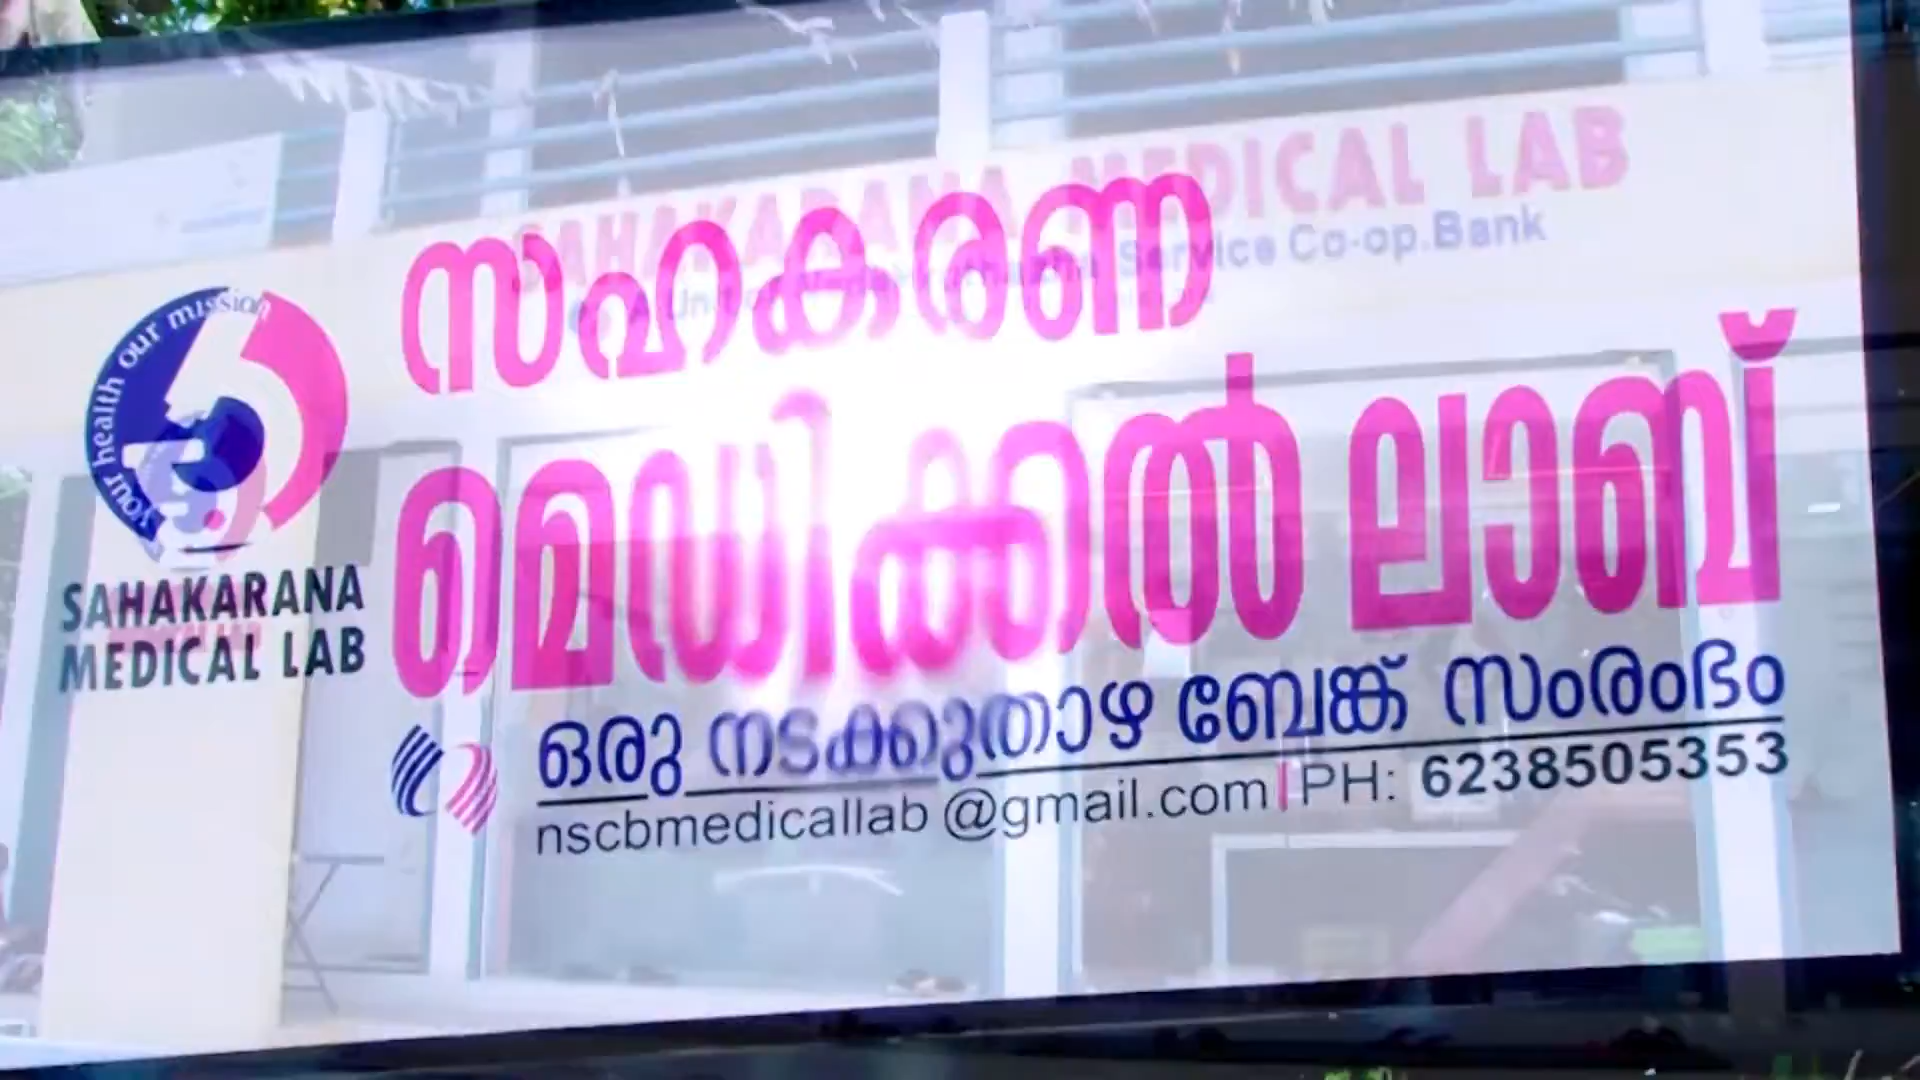 SAHAKARANA MEDICAL LAB
Service Co-op.Bank
your health our mission
സഹകരണ
മെഡിക്കൽ ലാബ്
SAHAKARANA
MEDICAL LAB
ഒരു നടക്കുതാഴ ബേങ്ക് സംരംഭം
nscbmedicallab@gmail.com | PH: 6238505353